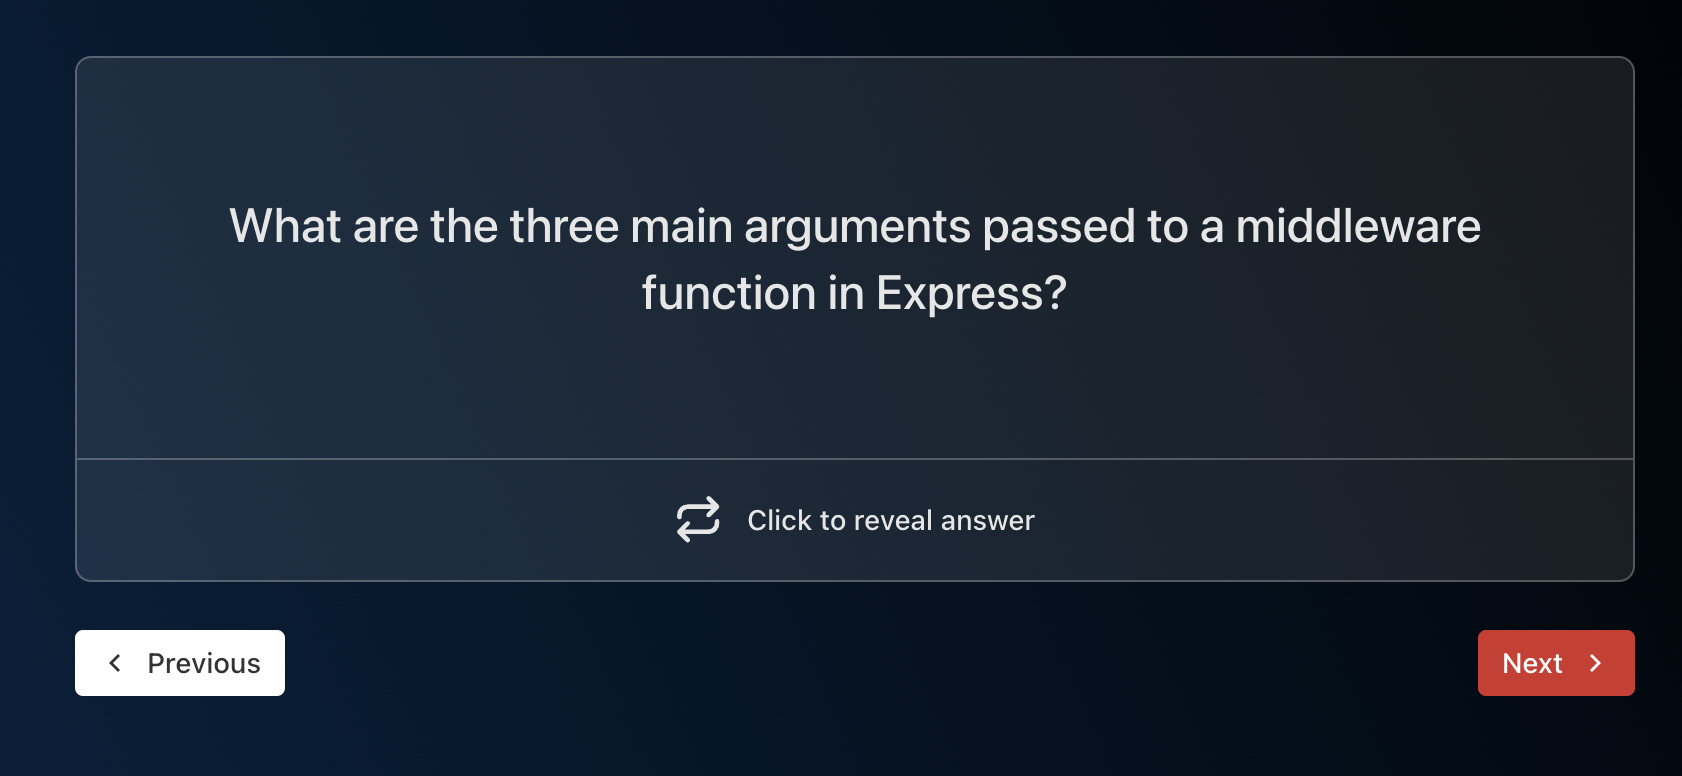 What are the three main arguments passed to a middleware
function in Express?
Click to reveal answer
Previous
Next